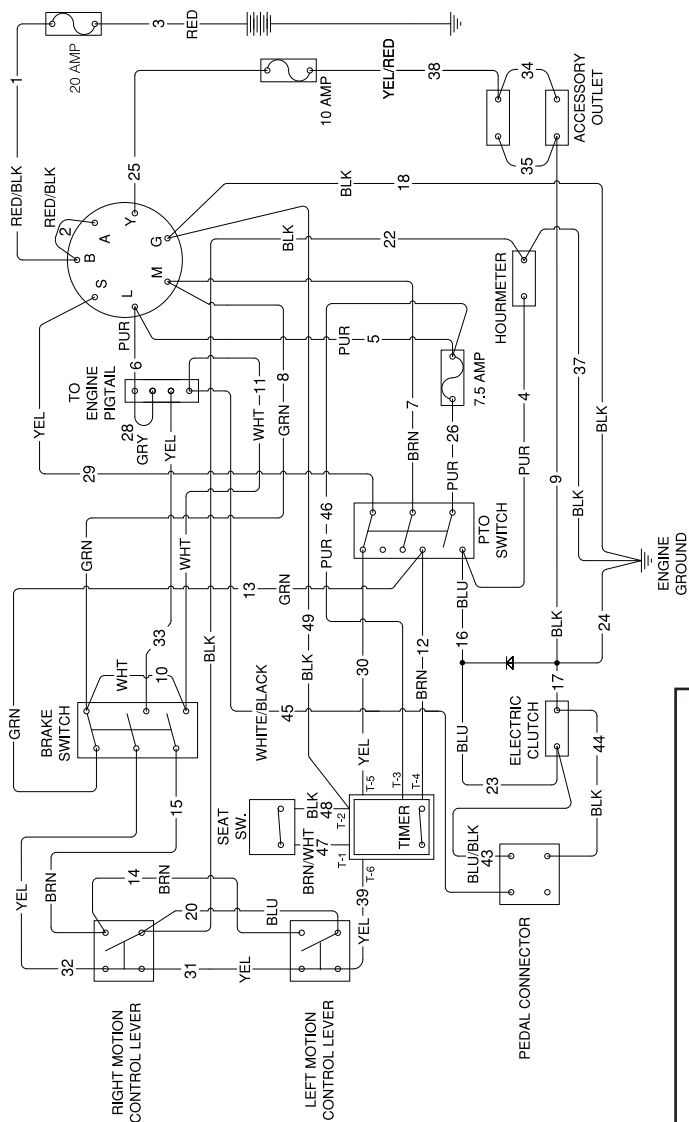 1
RED/BLK
20 AMP
3
RED
RED/BLK
2
B
A
S
Y
L
G
M
25
10 AMP
YEL/RED
38
34
35
ACCESSORY
OUTLET
BLK
18
BLK
22
HOURMETER
PUR
6
TO
ENGINE
PIGTAIL
28
GRY
YEL
WHT
11
8
GRN
PUR
5
7.5 AMP
7
BRN
26
PUR
4
PUR
37
BLK
BLK
9
YEL
29
GRN
WHT
13
GRN
PUR
46
PTO
SWITCH
BLU
16
BLK
17
24
ENGINE
GROUND
GRN
BRAKE
SWITCH
WHT
10
33
BLK
49
BLK
30
YEL
12
BRN
WHITE/BLACK
45
BLU
23
ELECTRIC
CLUTCH
44
BLK
15
SEAT
SW.
BLK
48
BRN/WHT
47
T-5
T-3
T-4
T-2
T-1
T-6
TIMER
YEL
39
BLU/BLK
43
PEDAL CONNECTOR
YEL
BRN
14
BRN
20
BLU
32
31
YEL
RIGHT MOTION
CONTROL LEVER
LEFT MOTION
CONTROL LEVER